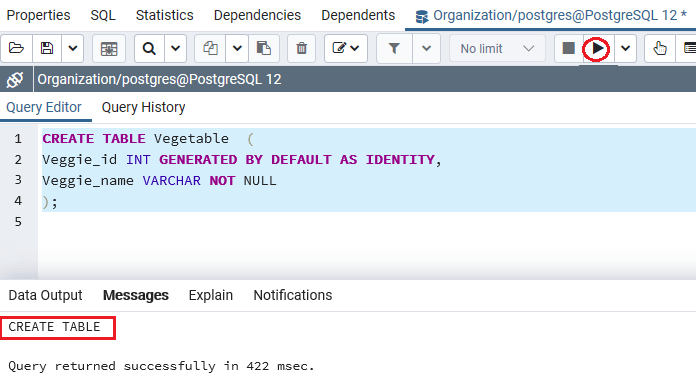 Properties SQL Statistics Dependencies Dependents Organization/postgres@PostgreSQL 12 *
No limit
Organization/postgres@PostgreSQL 12
Query Editor Query History
1 CREATE TABLE Vegetable (
2 Veggie_id INT GENERATED BY DEFAULT AS IDENTITY,
3 Veggie_name VARCHAR NOT NULL
4 );
5
Data Output Messages Explain Notifications
CREATE TABLE
Query returned successfully in 422 msec.